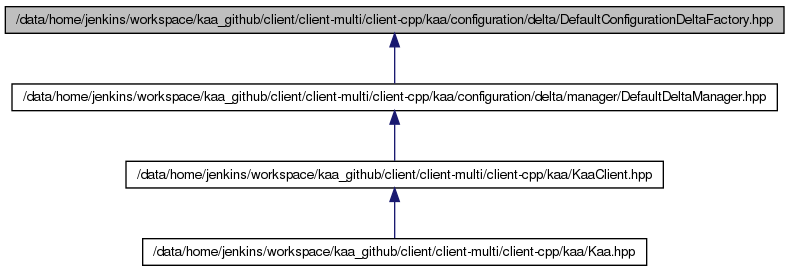 /data/home/jenkins/workspace/kaa_github/client/client-multi/client-cpp/kaa/configuration/delta/DefaultConfigurationDeltaFactory.hpp
/data/home/jenkins/workspace/kaa_github/client/client-multi/client-cpp/kaa/configuration/delta/manager/DefaultDeltaManager.hpp
/data/home/jenkins/workspace/kaa_github/client/client-multi/client-cpp/kaa/KaaClient.hpp
/data/home/jenkins/workspace/kaa_github/client/client-multi/client-cpp/kaa/Kaa.hpp